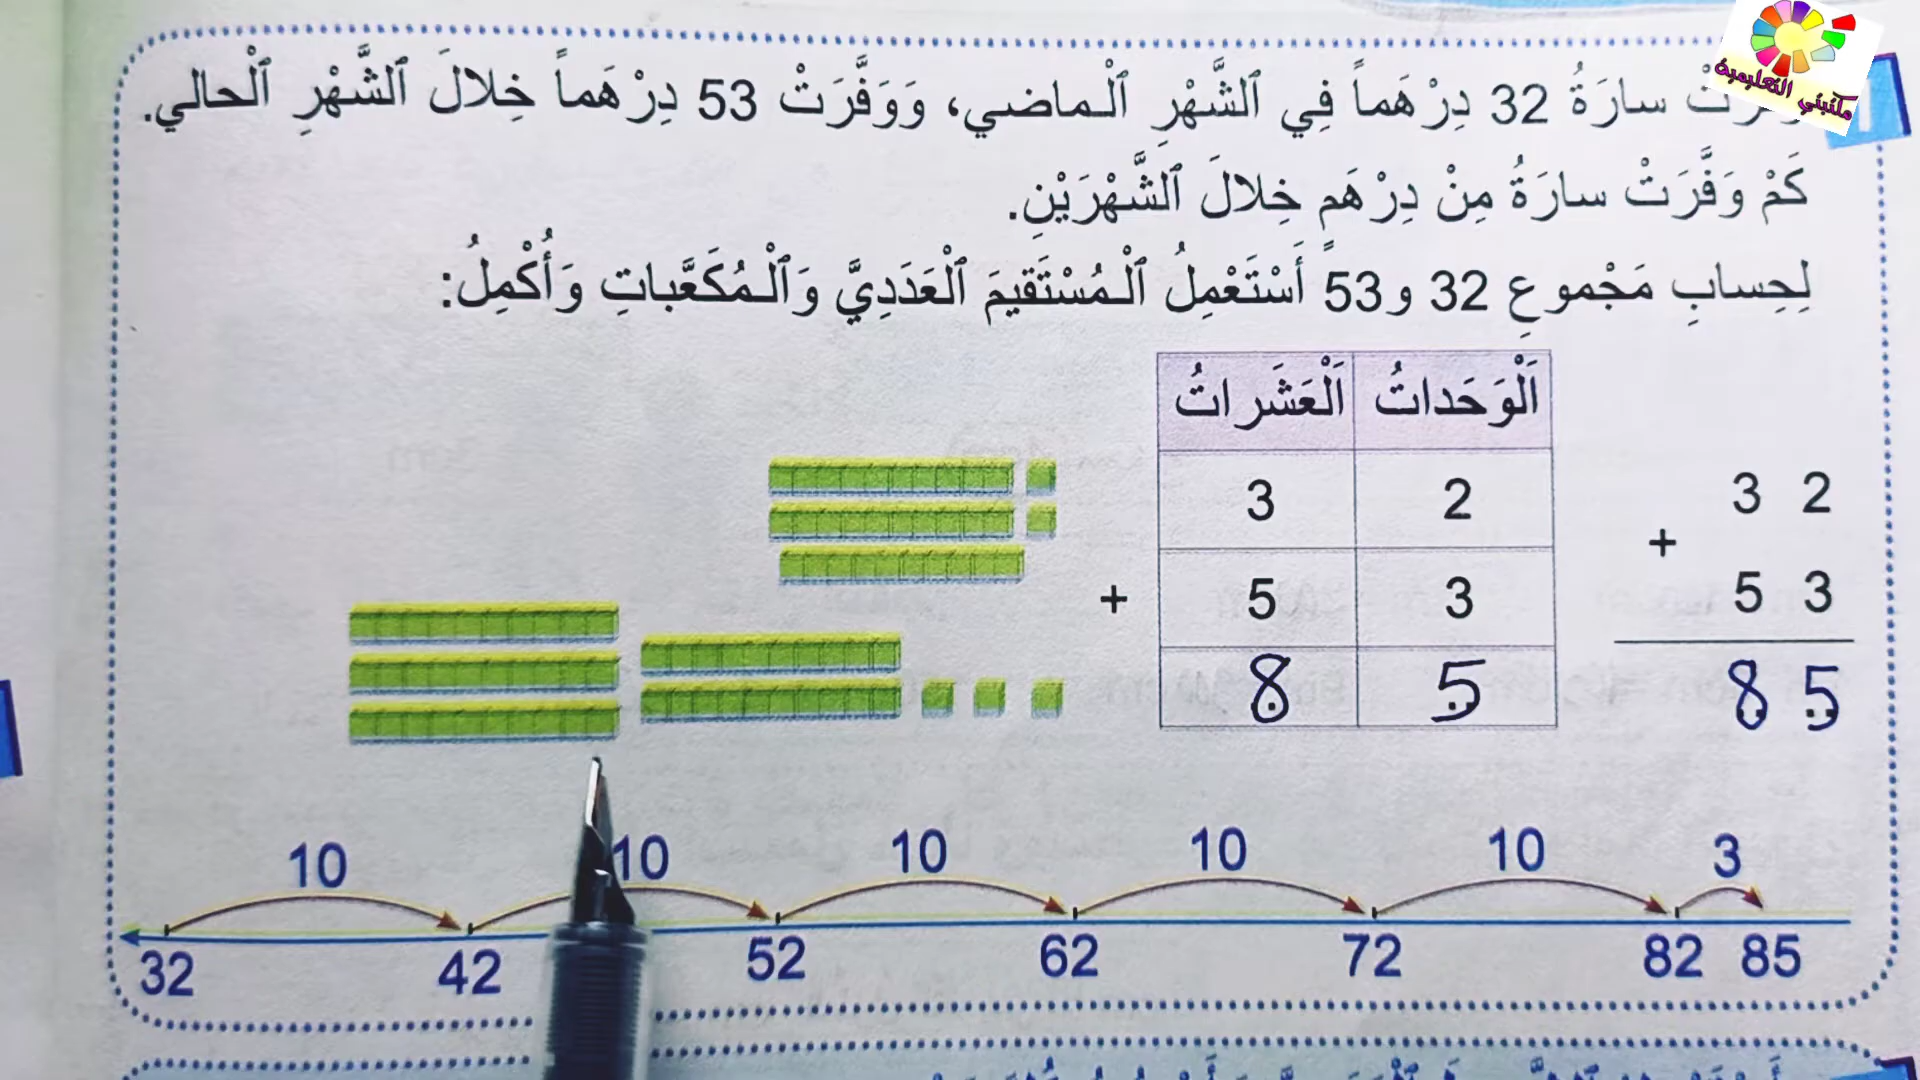 سارَةُ 32 دِرْهَماً فِي ٱلشَّهْرِ ٱلْماضي، وَوَفَّرَتْ 53 دِرْهَماً خِلالَ ٱلشَّهْرِ ٱلْحالي.
مكتبتي التعليمية
كَمْ وَفَّرَتْ سارَةُ مِنْ دِرْهَمٍ خِلالَ ٱلشَّهْرَيْنِ.
لِحِسابِ مَجْموعِ 32 و53 أَسْتَعْمِلُ ٱلْمُسْتَقيمَ ٱلْعَدَدِيَّ وَٱلْمُكَعَّباتِ وَأُكْمِلُ:
اَلْعَشَراتُ اَلْوَحَداتُ
3 2
+ 5 3
8 5
3 2
+
5 3
8 5
10 10 10 10 10 3
32 42 52 62 72 82 85